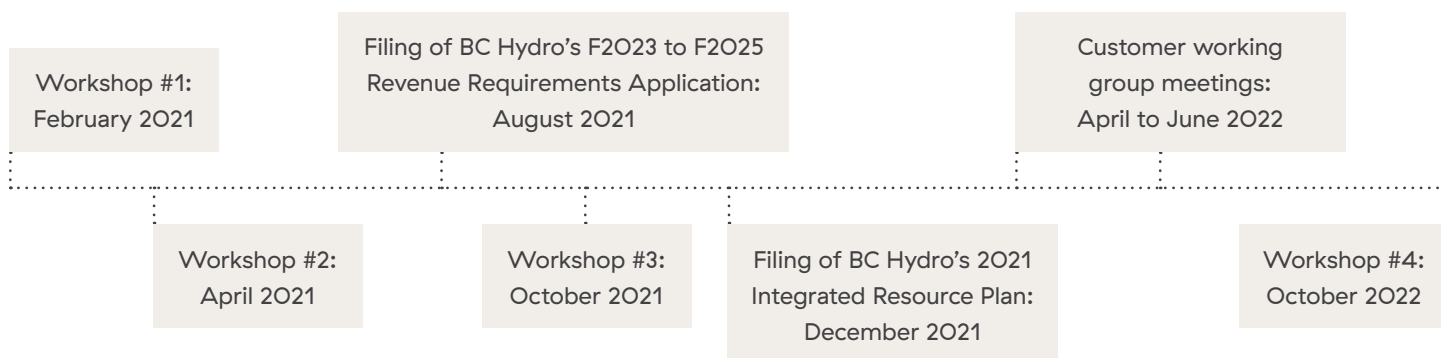 Workshop #1:
February 2021
Filing of BC Hydro’s F2023 to F2025
Revenue Requirements Application:
August 2021
Customer working
group meetings:
April to June 2022
Workshop #2:
April 2021
Workshop #3:
October 2021
Filing of BC Hydro’s 2021
Integrated Resource Plan:
December 2021
Workshop #4:
October 2022